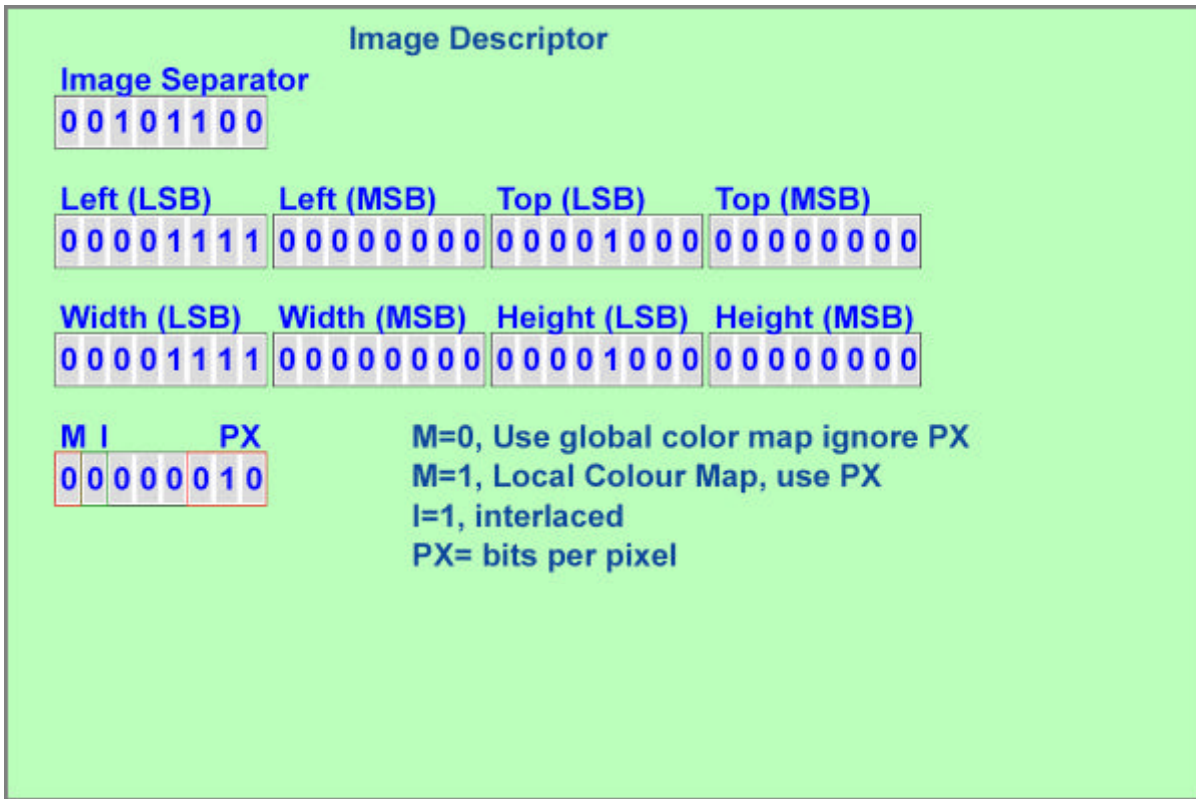 Image Descriptor
Image Separator
0 0 1 0 1 1 0 0
Left (LSB) Left (MSB) Top (LSB) Top (MSB)
0 0 0 0 1 1 1 1 0 0 0 0 0 0 0 0 0 0 0 0 1 0 0 0 0 0 0 0 0 0 0 0
Width (LSB) Width (MSB) Height (LSB) Height (MSB)
0 0 0 0 1 1 1 1 0 0 0 0 0 0 0 0 0 0 0 0 1 0 0 0 0 0 0 0 0 0 0 0
M I PX M=0, Use global color map ignore PX
0 0 0 0 0 0 1 0 M=1, Local Colour Map, use PX
I=1, interlaced
PX= bits per pixel